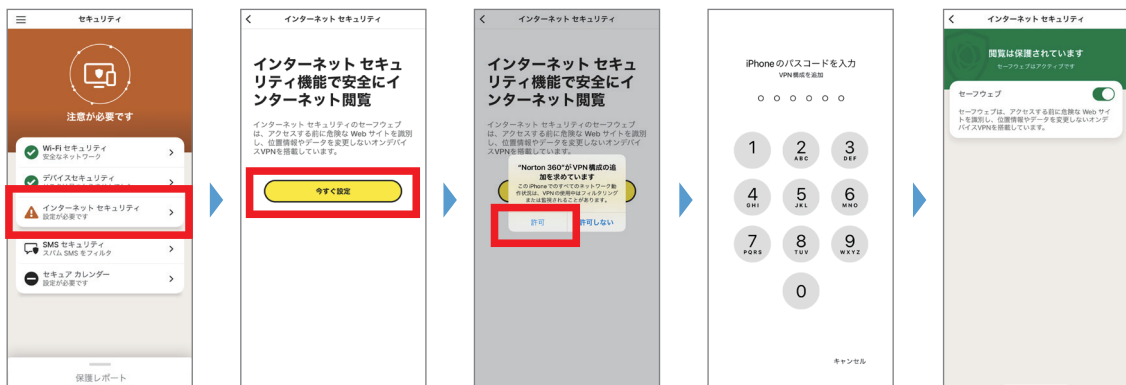 セキュリティ
注意が必要です
Wi-Fi セキュリティ
安全なネットワーク
デバイスセキュリティ
インターネット セキュリティ
設定が必要です
SMS セキュリティ
スパム SMS をフィルタ
セキュア カレンダー
設定が必要です
保護レポート
インターネット セキュリティ
インターネット セキュ
リティ機能で安全にイ
ンターネット閲覧
インターネット セキュリティのセーフウェブ
は、アクセスする前に危険な Web サイトを識別
し、位置情報やデータを変更しないオンデバイ
スVPNを搭載しています。
今すぐ設定
インターネット セキュリティ
インターネット セキュ
リティ機能で安全にイ
ンターネット閲覧
インターネット セキュリティのセーフウェブ
は、アクセスする前に危険な Web サイトを識別
し、位置情報やデータを変更しないオンデバイ
スVPNを搭載しています。
"Norton 360"がVPN 構成の追
加を求めています
このiPhoneでのすべてのネットワーク動
作状況は、VPNの使用中はフィルタリング
または監視されることがあります。
許可
許可しない
iPhoneのパスコードを入力
VPN構成を追加
1
2
ABC
3
DEF
4
GHI
5
JKL
6
MNO
7
PQRS
8
TUV
9
WXYZ
0
キャンセル
インターネット セキュリティ
閲覧は保護されています
セーフウェブはアクティブです
セーフウェブ
セーフウェブは、アクセスする前に危険な Web サイ
トを識別し、位置情報やデータを変更しないオンデ
バイスVPNを搭載しています。